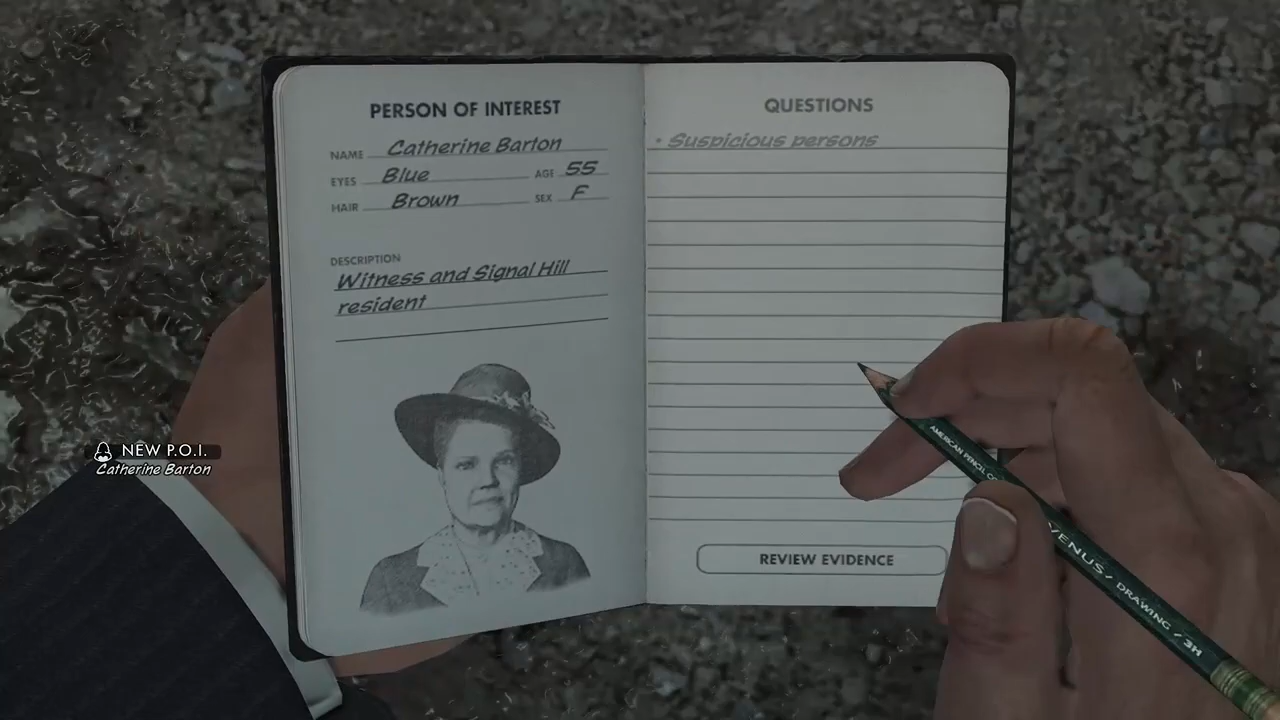 PERSON OF INTEREST
NAME Catherine Barton
EYES Blue AGE 55
HAIR Brown SEX F
DESCRIPTION
Witness and Signal Hill
resident
QUESTIONS
• Suspicious persons
REVIEW EVIDENCE
NEW P.O.I.
Catherine Barton
AMERICAN PENCIL CO
VENUS / DRAWING / 3H